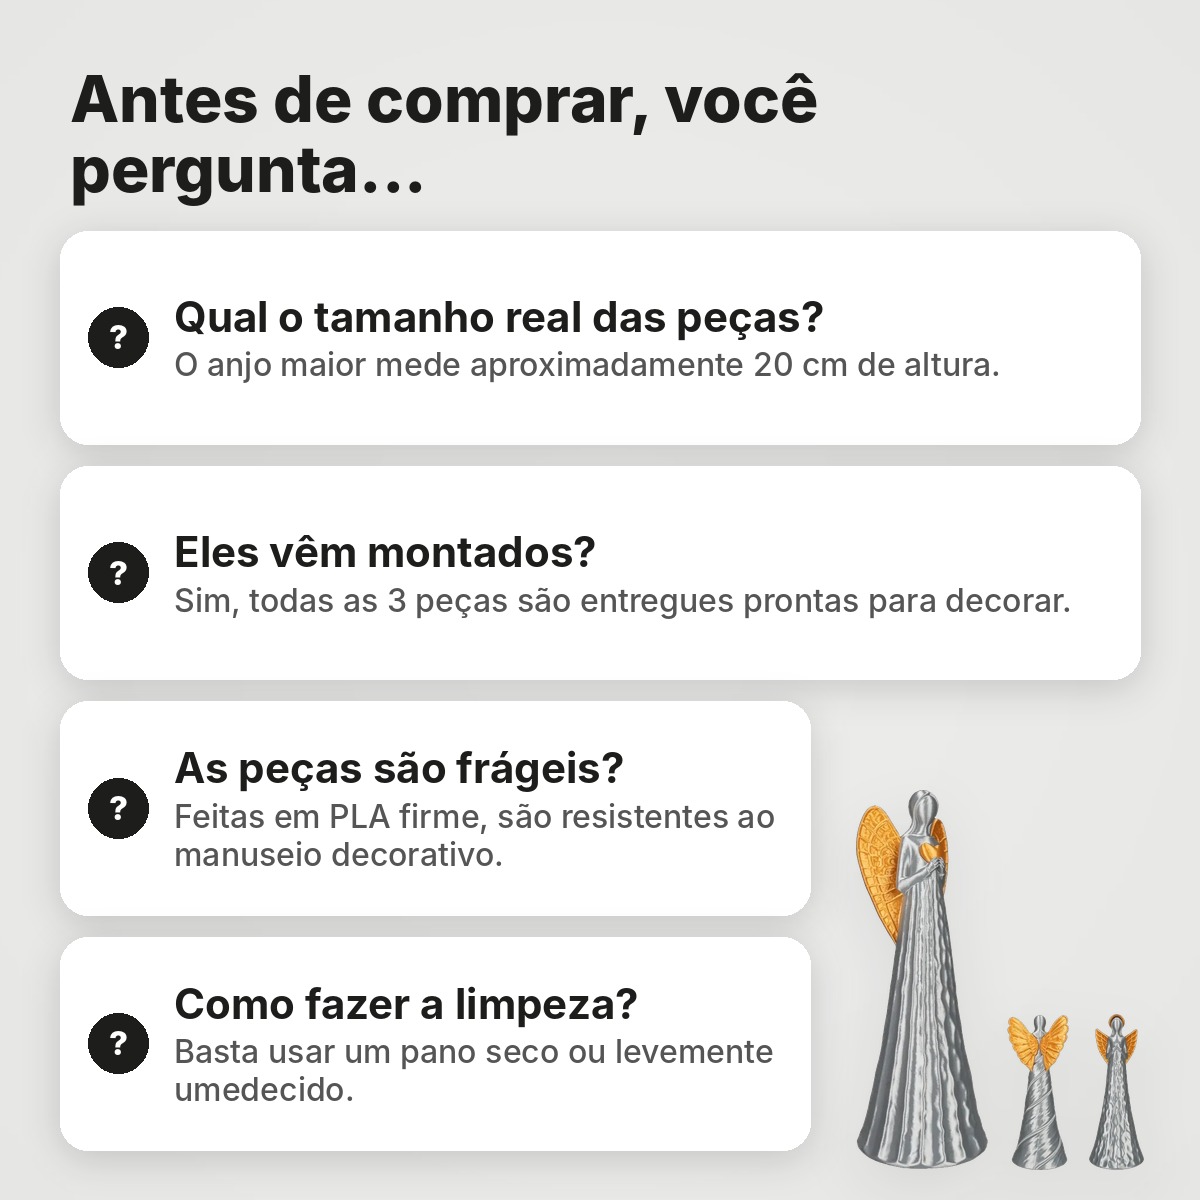 Antes de comprar, você
pergunta...
?
Qual o tamanho real das peças?
O anjo maior mede aproximadamente 20 cm de altura.
?
Eles vêm montados?
Sim, todas as 3 peças são entregues prontas para decorar.
?
As peças são frágeis?
Feitas em PLA firme, são resistentes ao
manuseio decorativo.
?
Como fazer a limpeza?
Basta usar um pano seco ou levemente
umedecido.